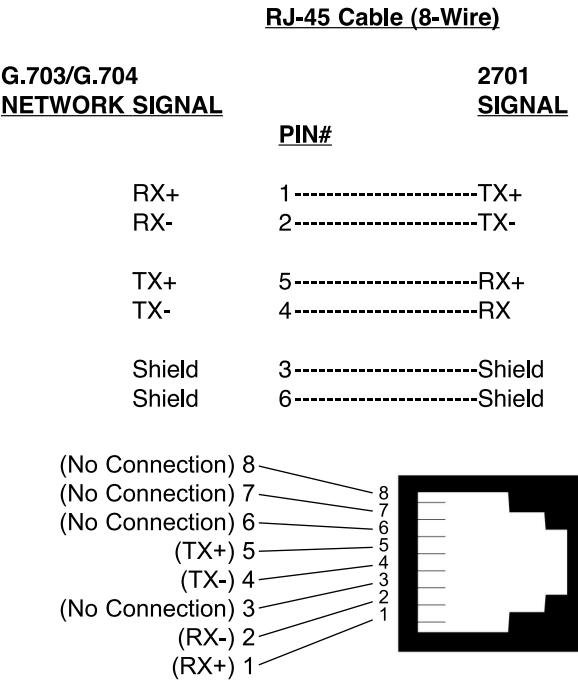 RJ-45 Cable (8-Wire)
G.703/G.704 2701
NETWORK SIGNAL SIGNAL
PIN#
RX+ 1 TX+
RX- 2 TX-
TX+ 5 RX+
TX- 4 RX
Shield 3 Shield
Shield 6 Shield
(No Connection) 8 8
(No Connection) 7 7
(No Connection) 6 6
(TX+) 5 5
(TX-) 4 4
(No Connection) 3 3
(RX-) 2 2
(RX+) 1 1